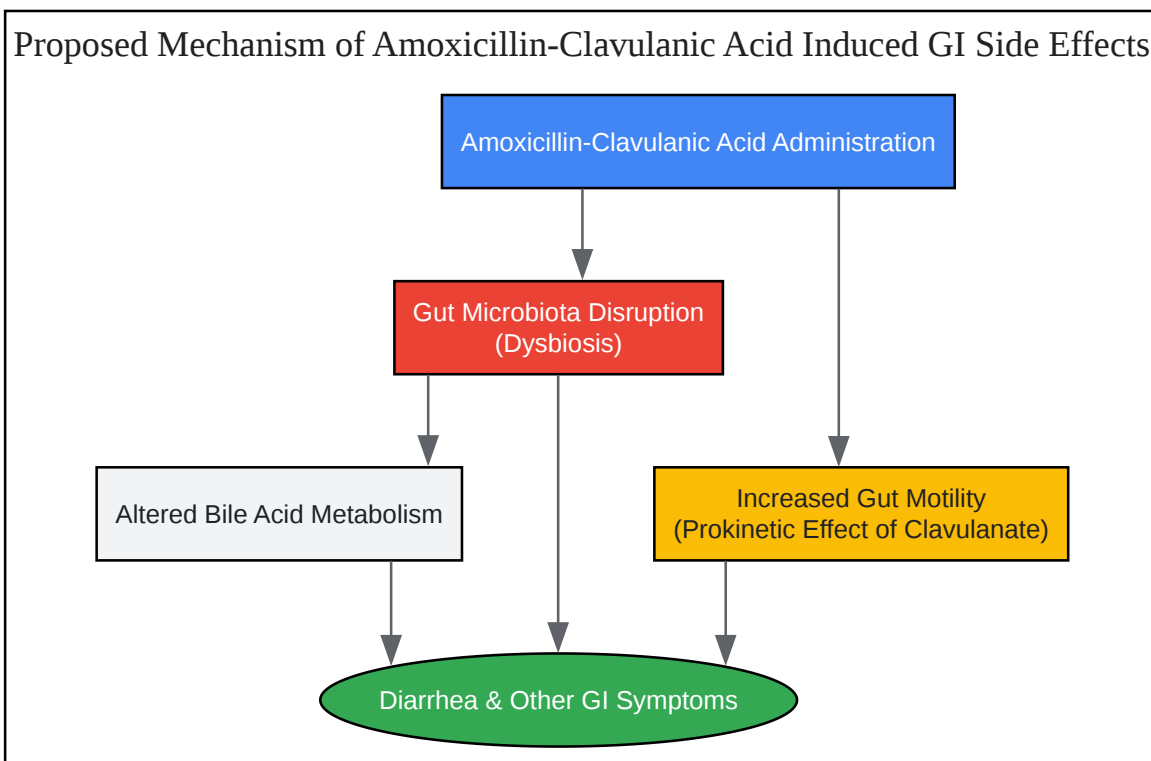 Proposed Mechanism of Amoxicillin-Clavulanic Acid Induced GI Side Effects
Amoxicillin-Clavulanic Acid Administration
Gut Microbiota Disruption
(Dysbiosis)
Altered Bile Acid Metabolism
Increased Gut Motility
(Prokinetic Effect of Clavulanate)
Diarrhea & Other GI Symptoms